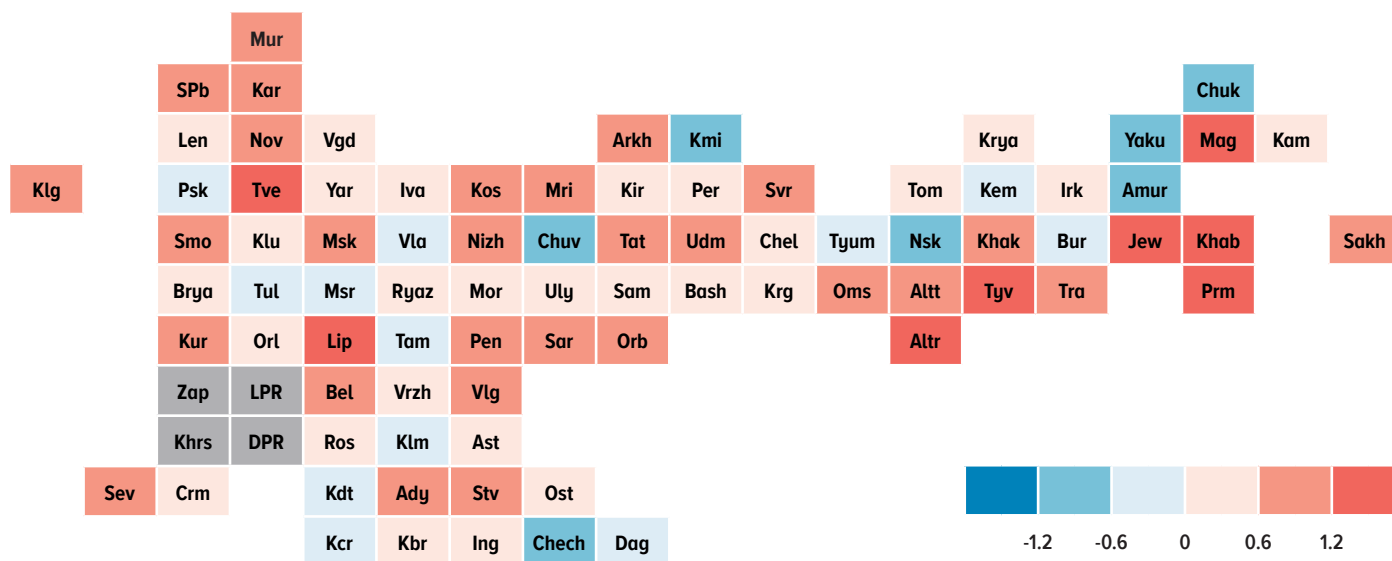 Mur
SPb Kar Chuk
Len Nov Vgd Arkh Kmi Krya Yaku Mag Kam
Klg Psk Tve Yar Iva Kos Mri Kir Per Svr Tom Kem Irk Amur
Smo Klu Msk Vla Nizh Chuv Tat Udm Chel Tyum Nsk Khak Bur Jew Khab Sakh
Brya Tul Msr Ryaz Mor Uly Sam Bash Krg Oms Altt Tyv Tra Prm
Kur Orl Lip Tam Pen Sar Orb Altr
Zap LPR Bel Vrzh Vlg
Khrs DPR Ros Klm Ast
Sev Crm Kdt Ady Stv Ost
Kcr Kbr Ing Chech Dag
-1.2 -0.6 0 0.6 1.2